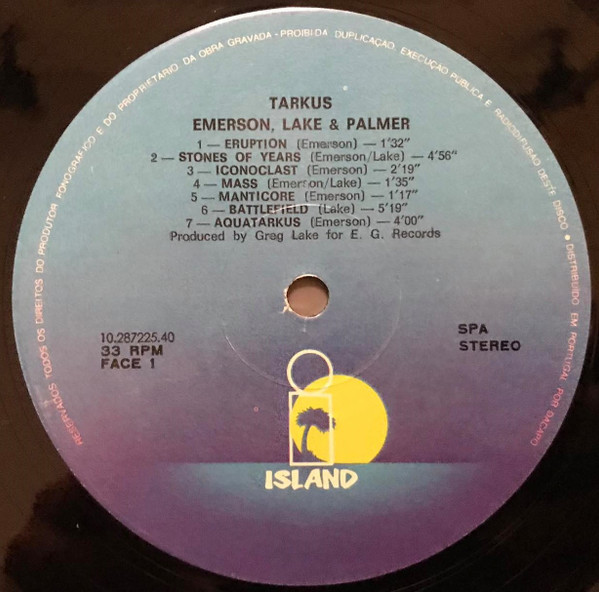 RESERVADOS TODOS OS DIREITOS DO PRODUTOR FONOGRÁFICO E DO PROPRIETÁRIO DA OBRA GRAVADA - PROIBIDA DUPLICAÇÃO, EXECUÇÃO PÚBLICA E RADIODIFUSÃO DESTE DISCO • DISTRIBUÍDO EM PORTUGAL POR DACAPO
TARKUS
EMERSON, LAKE & PALMER
1 — ERUPTION (Emerson) — 1'32"
2 — STONES OF YEARS (Emerson/Lake) — 4'56"
3 — ICONOCLAST (Emerson) — 2'19"
4 — MASS (Emerson/Lake) — 1'35"
5 — MANTICORE (Emerson) — 1'17"
6 — BATTLEFIELD (Lake) — 5'19"
7 — AQUATARKUS (Emerson) — 4'00"
Produced by Greg Lake for E. G. Records
10.287225.40
33 RPM
FACE 1
SPA
STEREO
i
ISLAND